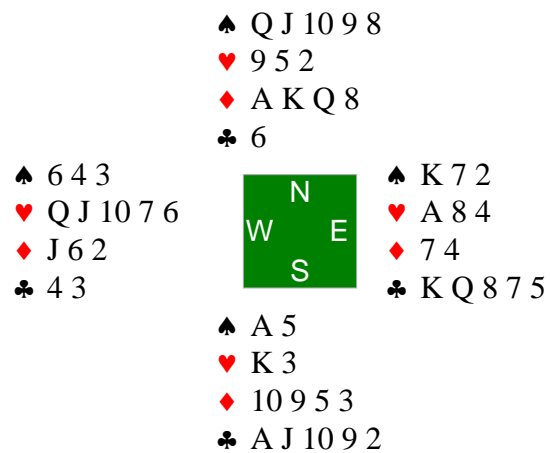 ♠ Q J 10 9 8
♥ 9 5 2
♦ A K Q 8
♣ 6
♠ 6 4 3
♥ Q J 10 7 6
♦ J 6 2
♣ 4 3
N
W E
S
♠ K 7 2
♥ A 8 4
♦ 7 4
♣ K Q 8 7 5
♠ A 5
♥ K 3
♦ 10 9 5 3
♣ A J 10 9 2